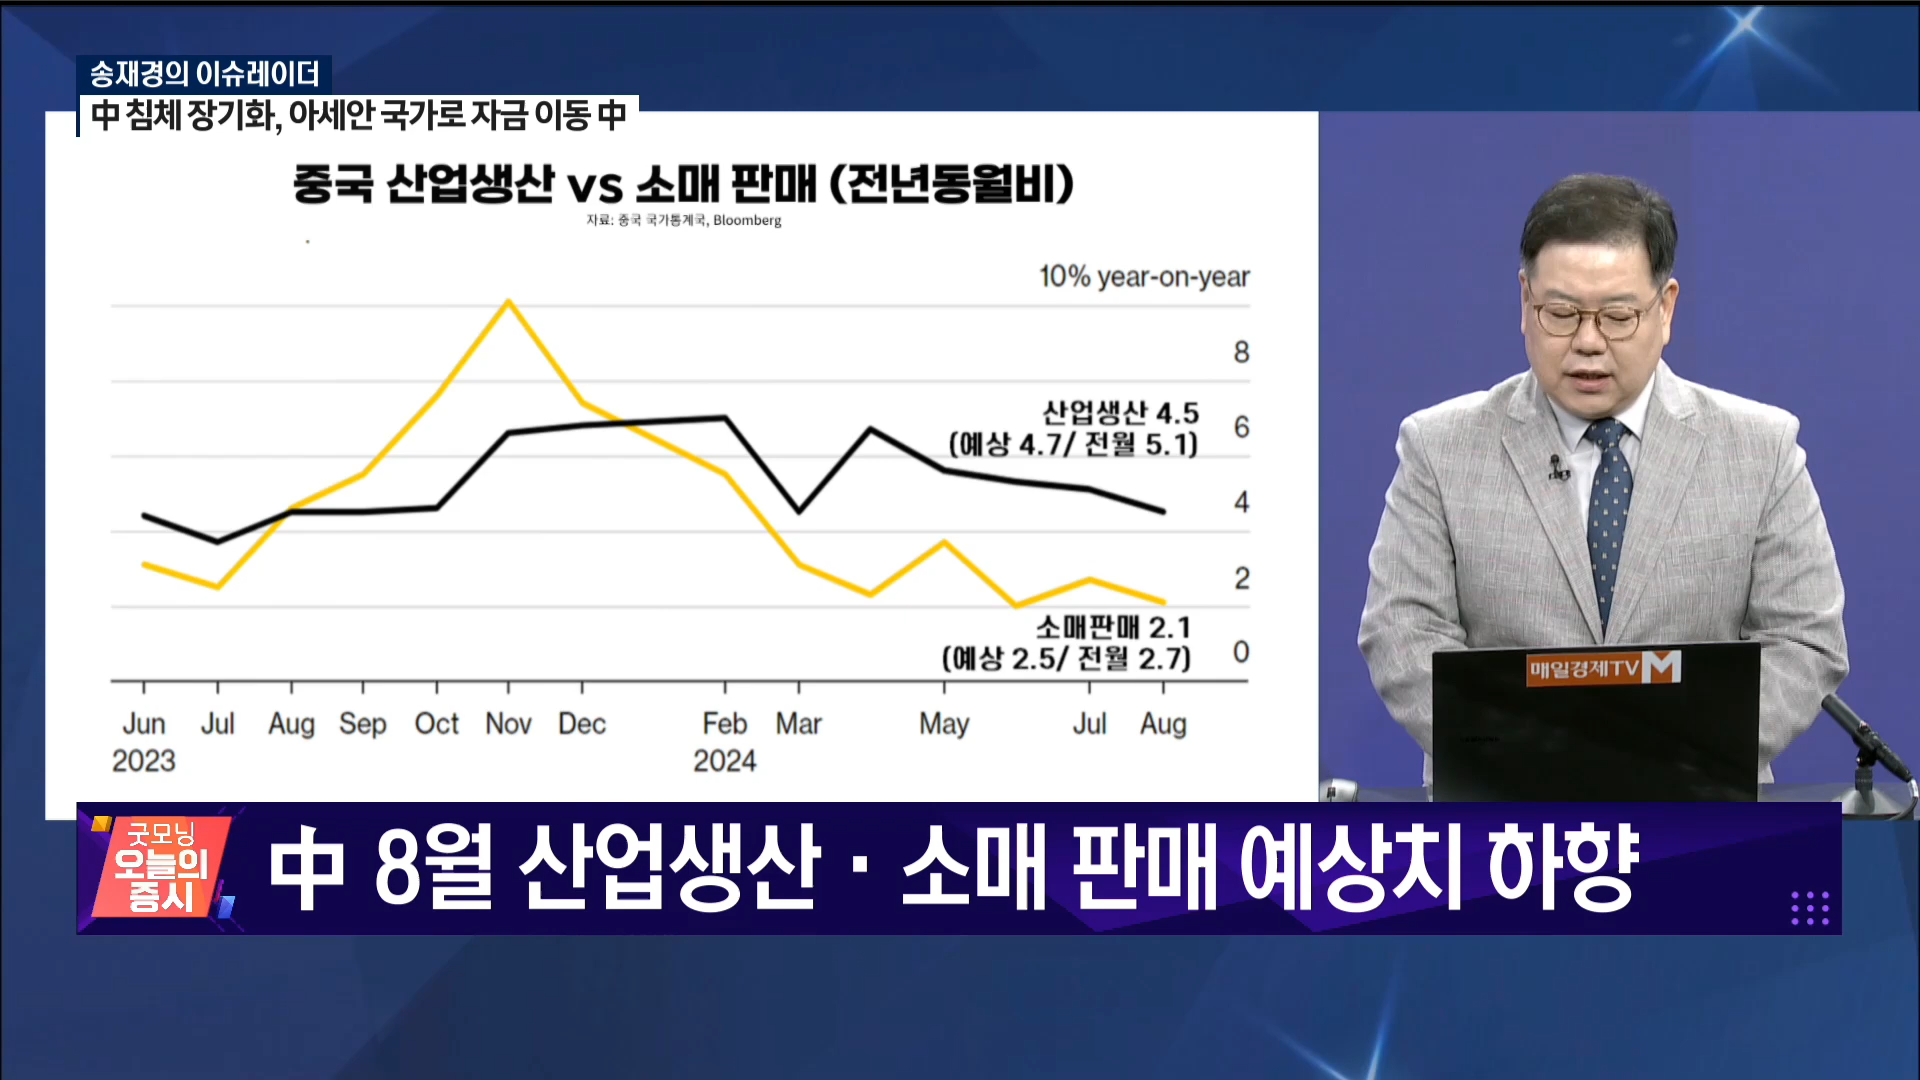 송재경의 이슈레이더
中 침체 장기화, 아세안 국가로 자금 이동 中
중국 산업생산 vs 소매 판매 (전년동월비)
자료: 중국 국가통계국, Bloomberg
10% year-on-year
8
산업생산 4.5
(예상 4.7/ 전월 5.1)
6
4
2
소매판매 2.1
(예상 2.5/ 전월 2.7)
0
Jun Jul Aug Sep Oct Nov Dec Feb Mar May Jul Aug
2023 2024
매일경제TV M
굿모닝
오늘의
증시
中 8월 산업생산 · 소매 판매 예상치 하향